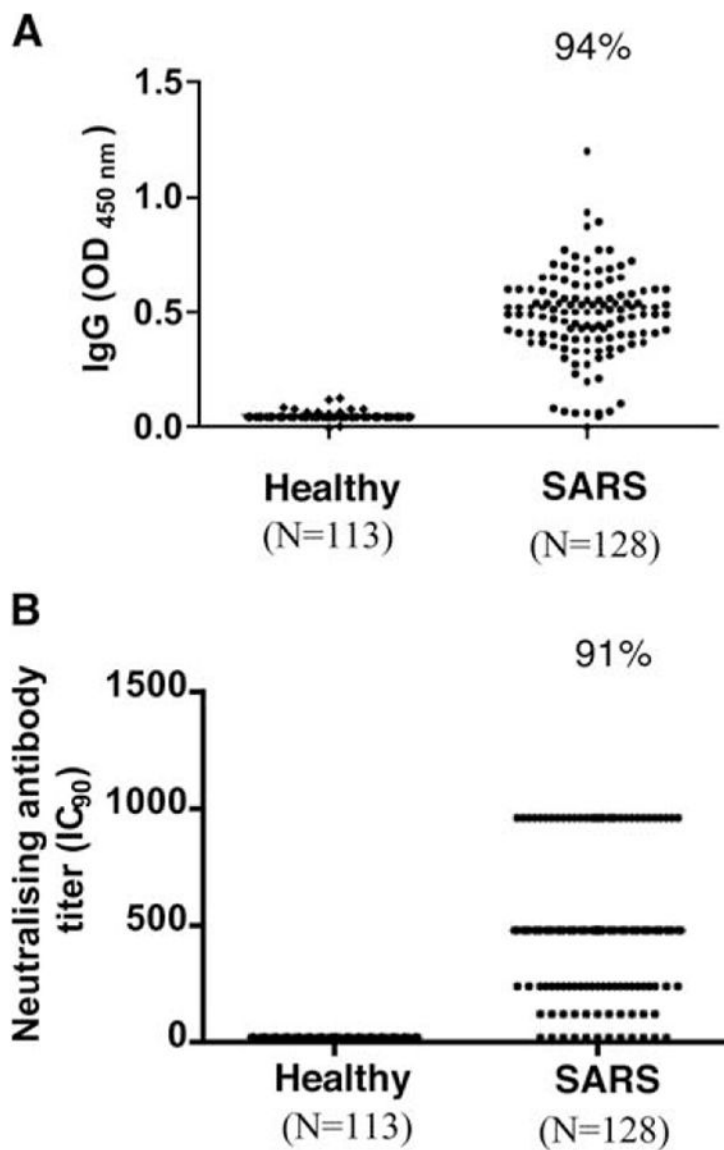 A
94%
1.5
1.0
0.5
0.0
IgG (OD 450 nm)
Healthy
SARS
(N=113)
(N=128)
B
91%
1500
1000
500
0
Neutralising antibody
titer (IC90)
Healthy
SARS
(N=113)
(N=128)